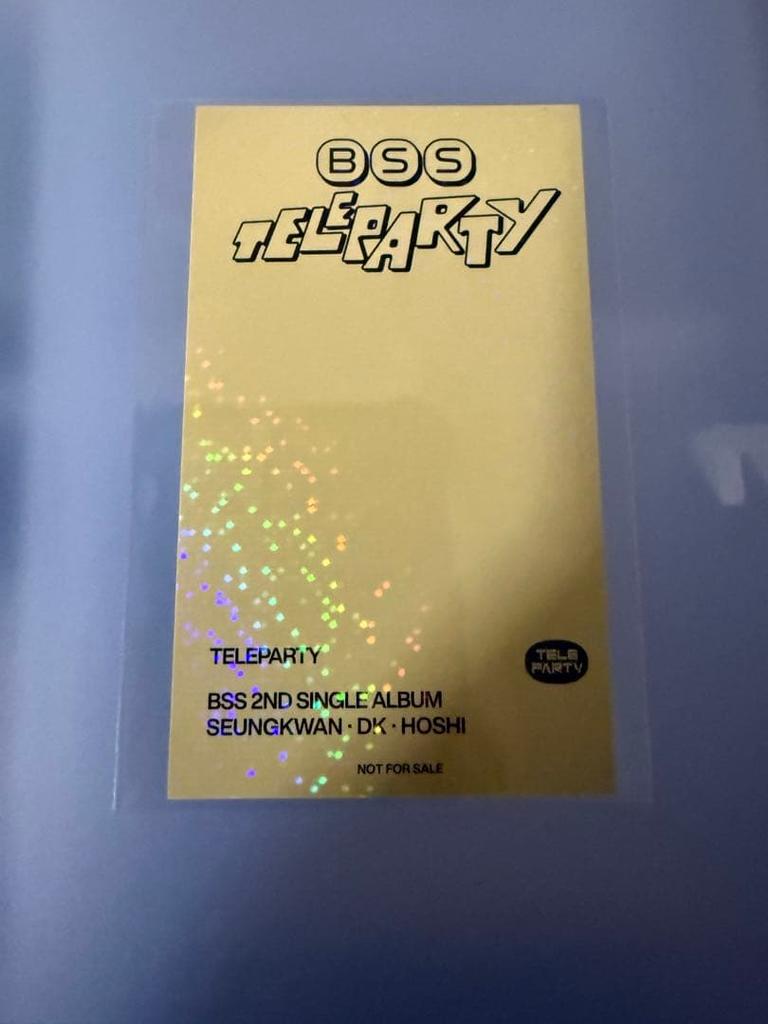 BSS
TELEPARTY
TELEPARTY
TELE
PARTY
BSS 2ND SINGLE ALBUM
SEUNGKWAN · DK · HOSHI
NOT FOR SALE